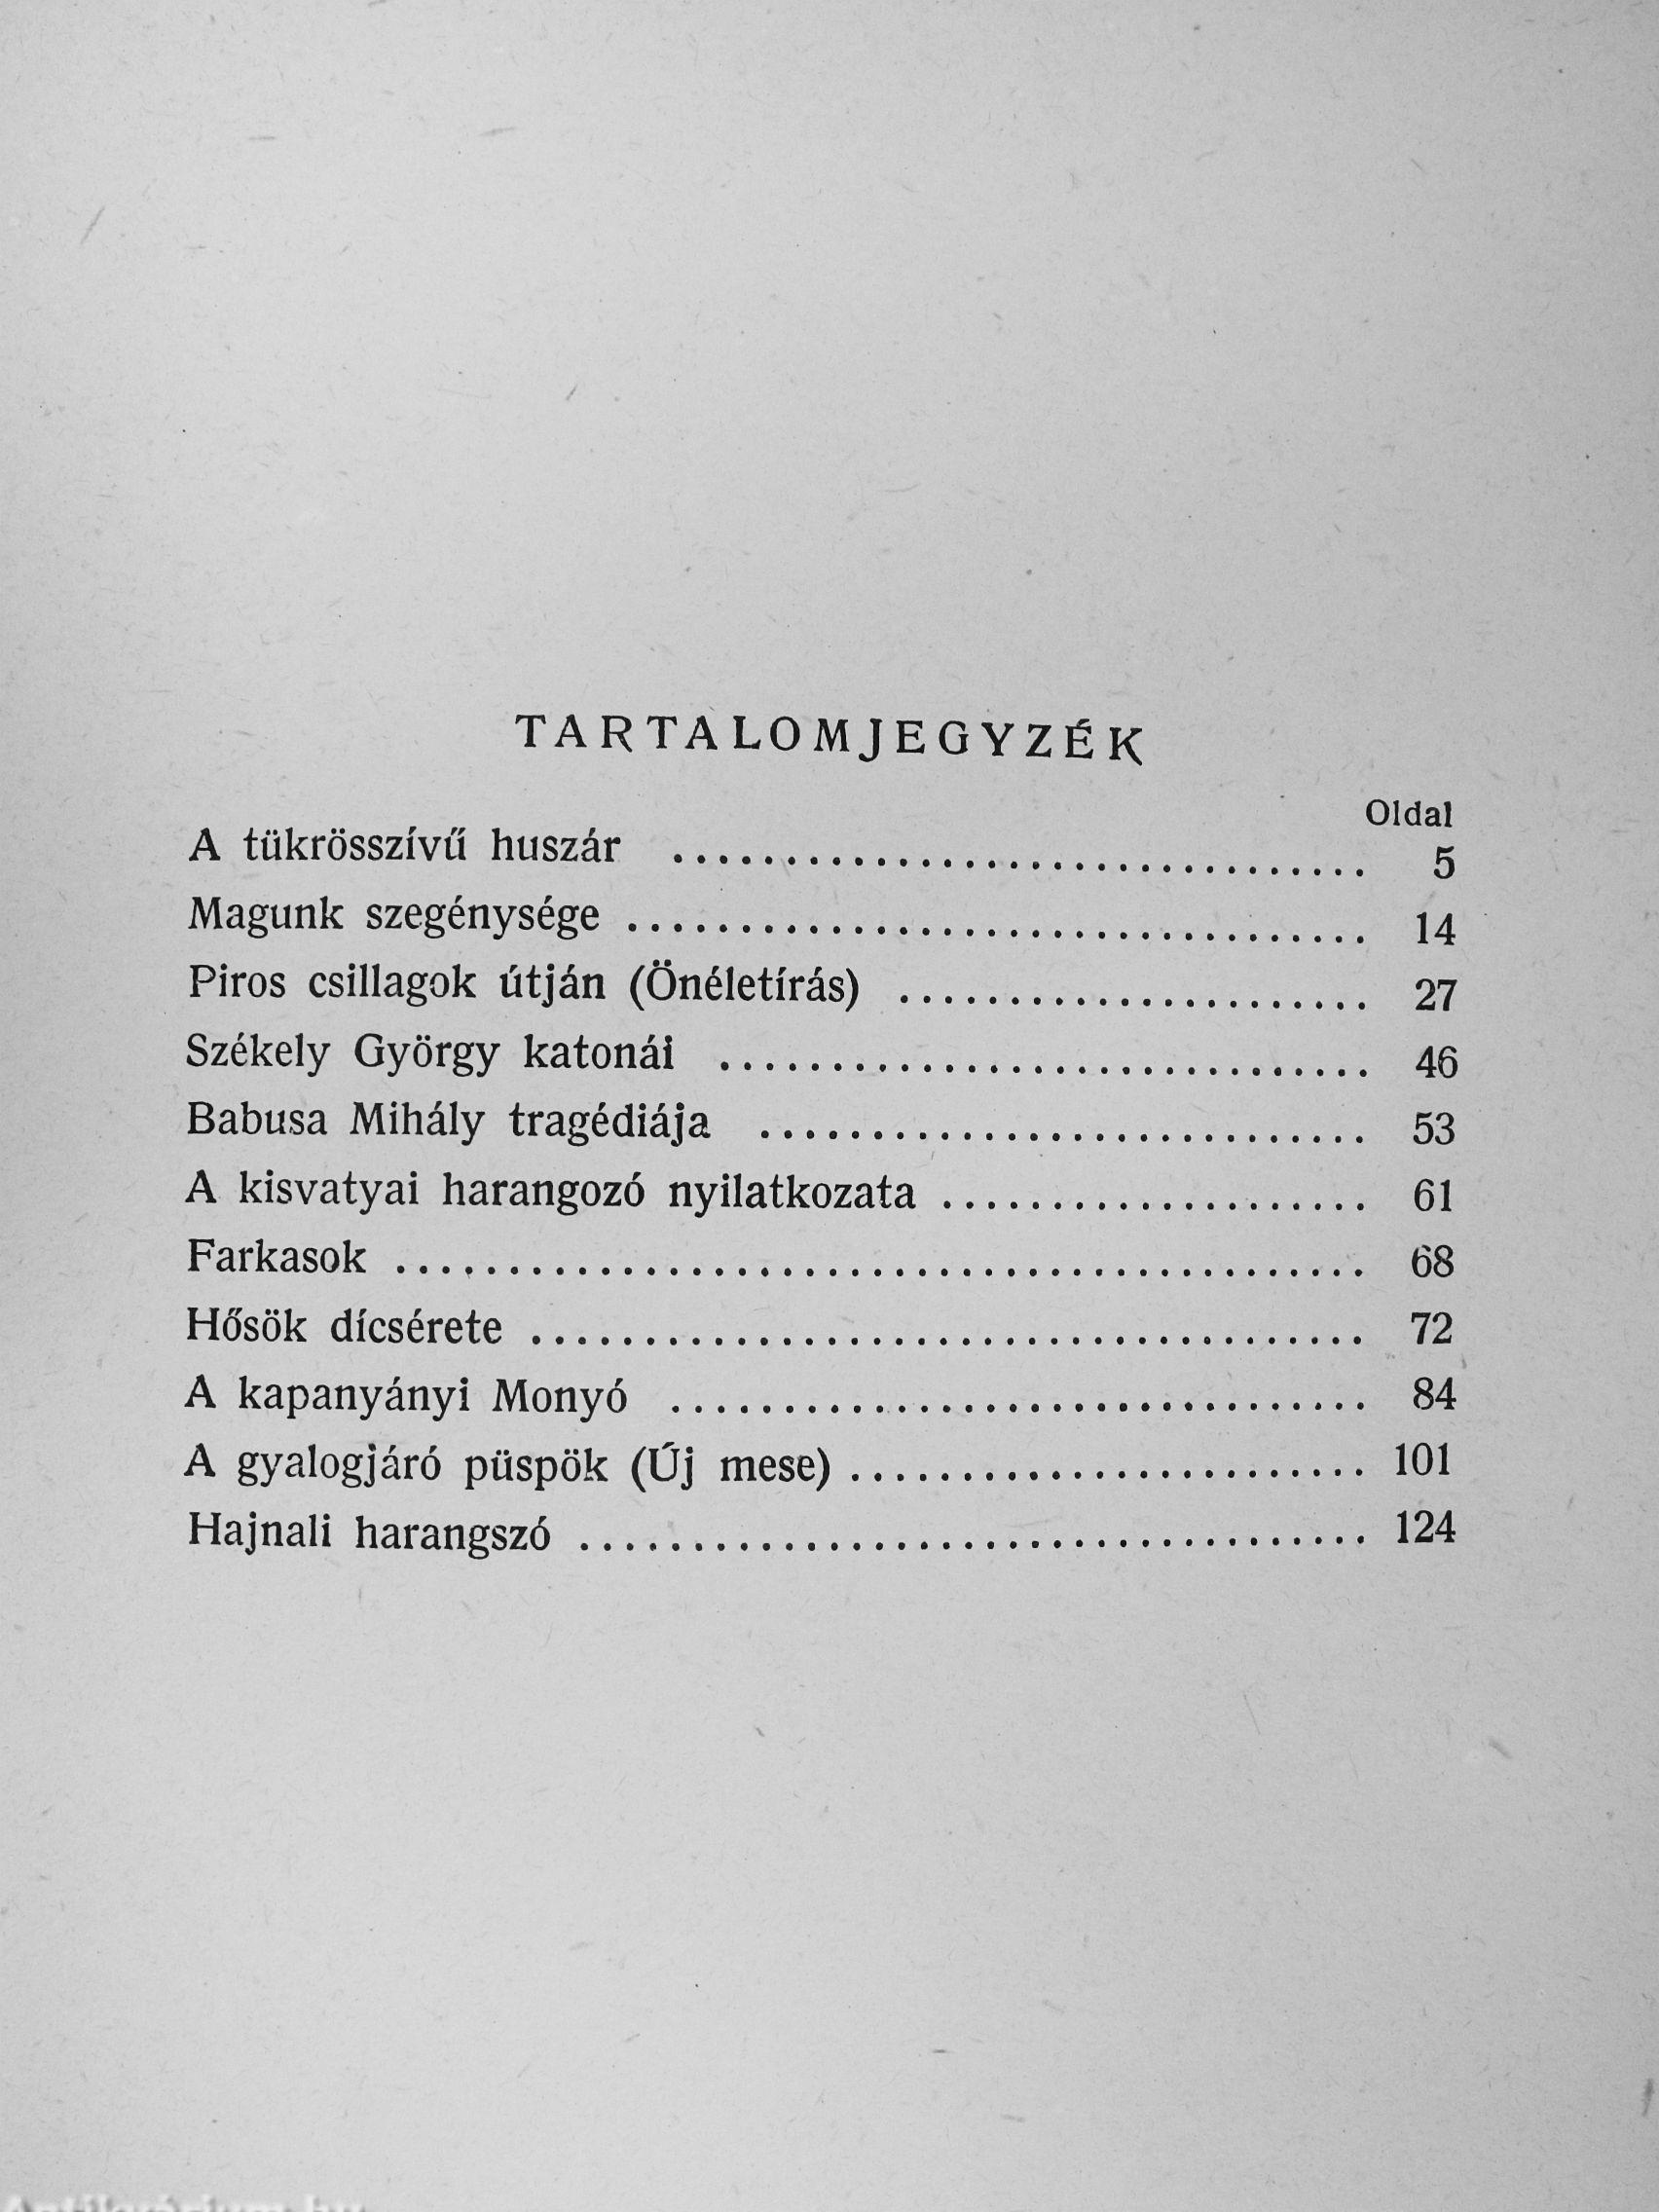 TARTALOMJEGYZÉK
Oldal
A tükrösszívű huszár ............................... 5
Magunk szegénysége ................................. 14
Piros csillagok útján (Önéletírás) ..................... 27
Székely György katonái ............................. 46
Babusa Mihály tragédiája ........................... 53
A kisvatyai harangozó nyilatkozata ................... 61
Farkasok ........................................... 68
Hősök dícsérete ..................................... 72
A kapanyányi Monyó ............................... 84
A gyalogjáró püspök (Új mese) ....................... 101
Hajnali harangszó ................................... 124